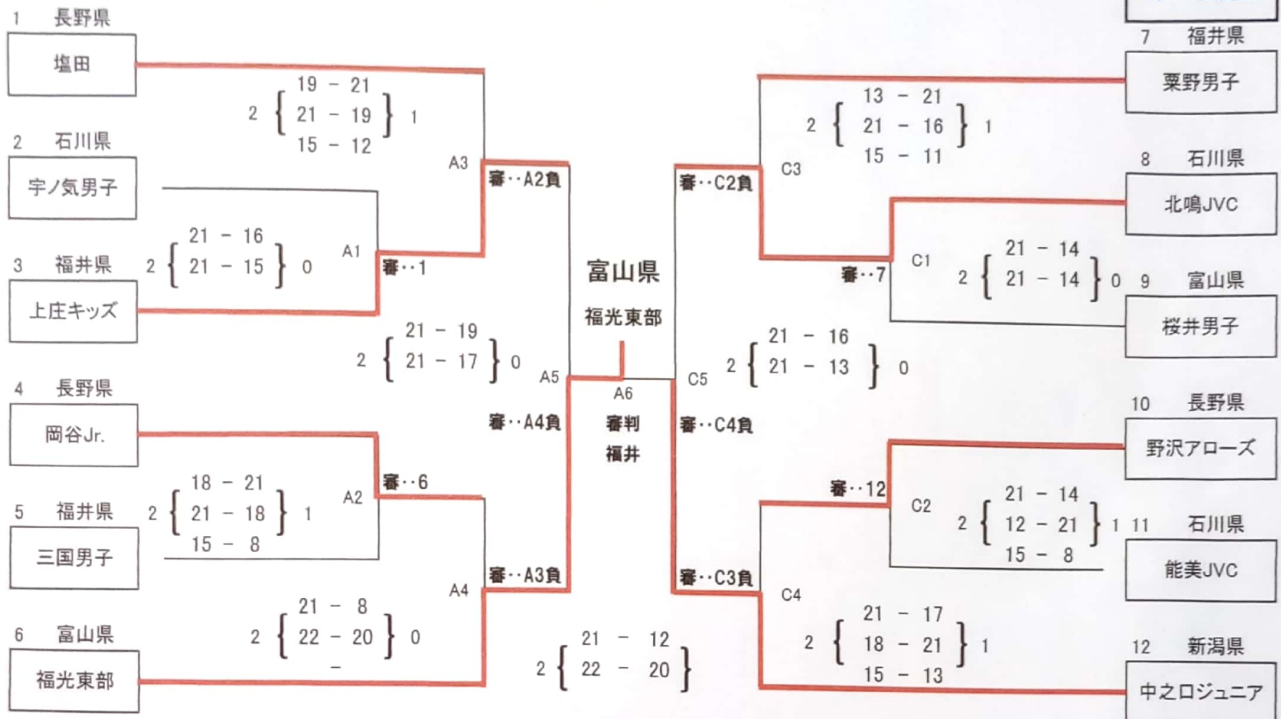 1 長野県
塩田
19 - 21
2 { 21 - 19 } 1
15 - 12
A3
審‥A2負
2 石川県
宇ノ気男子
21 - 16
2 { 21 - 15 } 0
A1
審‥1
3 福井県
上庄キッズ
21 - 19
2 { 21 - 17 } 0
A5
審‥A4負
4 長野県
岡谷Jr.
18 - 21
2 { 21 - 18 } 1
15 - 8
A2
審‥6
5 福井県
三国男子
A4
審‥A3負
21 - 8
2 { 22 - 20 } 0
-
6 富山県
福光東部
富山県
福光東部
A6
審判
福井
21 - 12
2 { 22 - 20 }
7 福井県
粟野男子
13 - 21
2 { 21 - 16 } 1
15 - 11
C3
審‥C2負
8 石川県
北鳴JVC
C1
審‥7
21 - 14
2 { 21 - 14 } 0
9 富山県
桜井男子
21 - 16
2 { 21 - 13 } 0
C5
審‥C4負
10 長野県
野沢アローズ
審‥12
C2
21 - 14
2 { 12 - 21 } 1
15 - 8
11 石川県
能美JVC
審‥C3負
C4
21 - 17
2 { 18 - 21 } 1
15 - 13
12 新潟県
中之口ジュニア